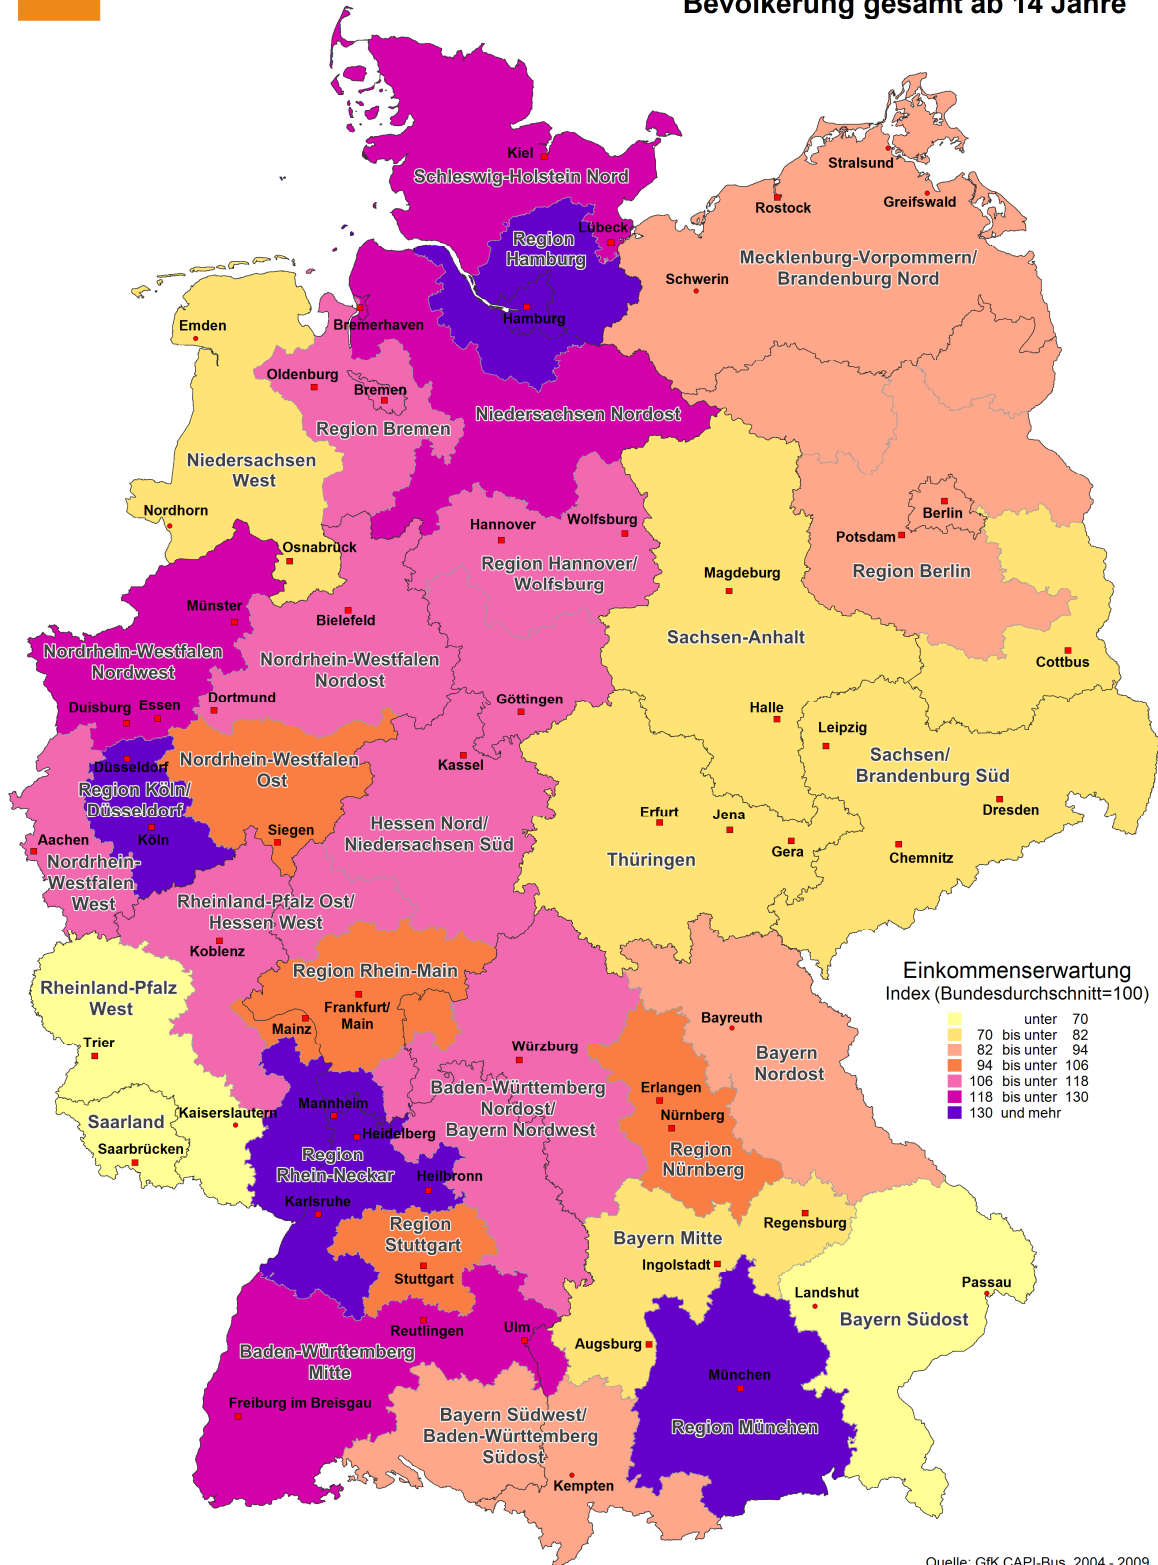 Bevölkerung gesamt ab 14 Jahre
Kiel
Schleswig-Holstein Nord
Stralsund
Rostock
Greifswald
Lübeck
Region
Hamburg
Hamburg
Mecklenburg-Vorpommern/
Brandenburg Nord
Schwerin
Emden
Bremerhaven
Oldenburg
Bremen
Region Bremen
Niedersachsen Nordost
Niedersachsen
West
Nordhorn
Osnabrück
Hannover
Wolfsburg
Region Hannover/
Wolfsburg
Berlin
Potsdam
Region Berlin
Magdeburg
Sachsen-Anhalt
Cottbus
Münster
Bielefeld
Nordrhein-Westfalen
Nordwest
Nordrhein-Westfalen
Nordost
Duisburg
Essen
Dortmund
Göttingen
Halle
Leipzig
Sachsen/
Brandenburg Süd
Dresden
Düsseldorf
Region Köln/
Düsseldorf
Köln
Nordrhein-Westfalen
Ost
Kassel
Siegen
Hessen Nord/
Niedersachsen Süd
Erfurt
Jena
Gera
Thüringen
Chemnitz
Aachen
Nordrhein-
Westfalen
West
Rheinland-Pfalz Ost/
Hessen West
Koblenz
Rheinland-Pfalz
West
Trier
Region Rhein-Main
Frankfurt/
Main
Mainz
Einkommenserwartung
Index (Bundesdurchschnitt=100)
unter 70
70 bis unter 82
82 bis unter 94
94 bis unter 106
106 bis unter 118
118 bis unter 130
130 und mehr
Bayreuth
Bayern
Nordost
Würzburg
Baden-Württemberg
Nordost/
Bayern Nordwest
Erlangen
Nürnberg
Region
Nürnberg
Saarland
Saarbrücken
Kaiserslautern
Mannheim
Heidelberg
Region
Rhein-Neckar
Heilbronn
Karlsruhe
Region
Stuttgart
Stuttgart
Bayern Mitte
Regensburg
Ingolstadt
Landshut
Passau
Bayern Südost
Reutlingen
Ulm
Augsburg
Baden-Württemberg
Mitte
Freiburg im Breisgau
München
Region München
Bayern Südwest/
Baden-Württemberg
Südost
Kempten
Quelle: GfK CAPI-Bus, 2004 - 2009